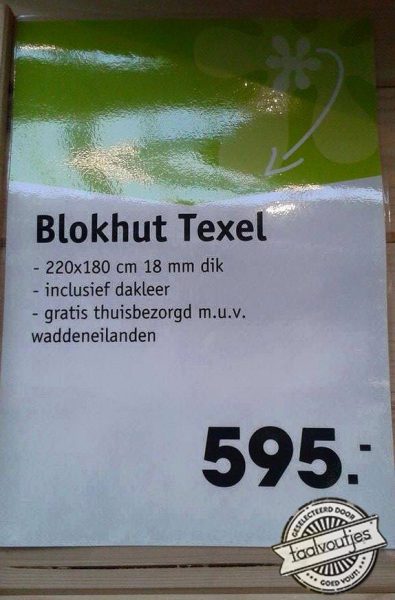 Blokhut Texel
- 220x180 cm 18 mm dik
- inclusief dakleer
- gratis thuisbezorgd m.u.v.
waddeneilanden
595.-
GESELECTEERD DOOR
taalvoutjes
GOED VOUT!